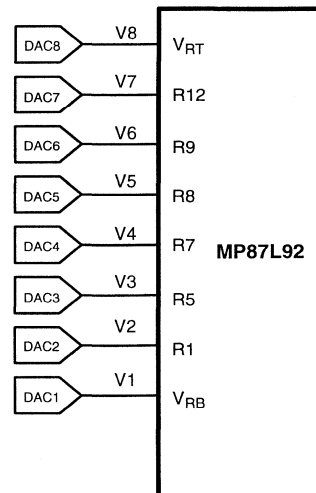 DAC8 V8 VRT
DAC7 V7 R12
DAC6 V6 R9
DAC5 V5 R8
DAC4 V4 R7
MP87L92
DAC3 V3 R5
DAC2 V2 R1
DAC1 V1 VRB